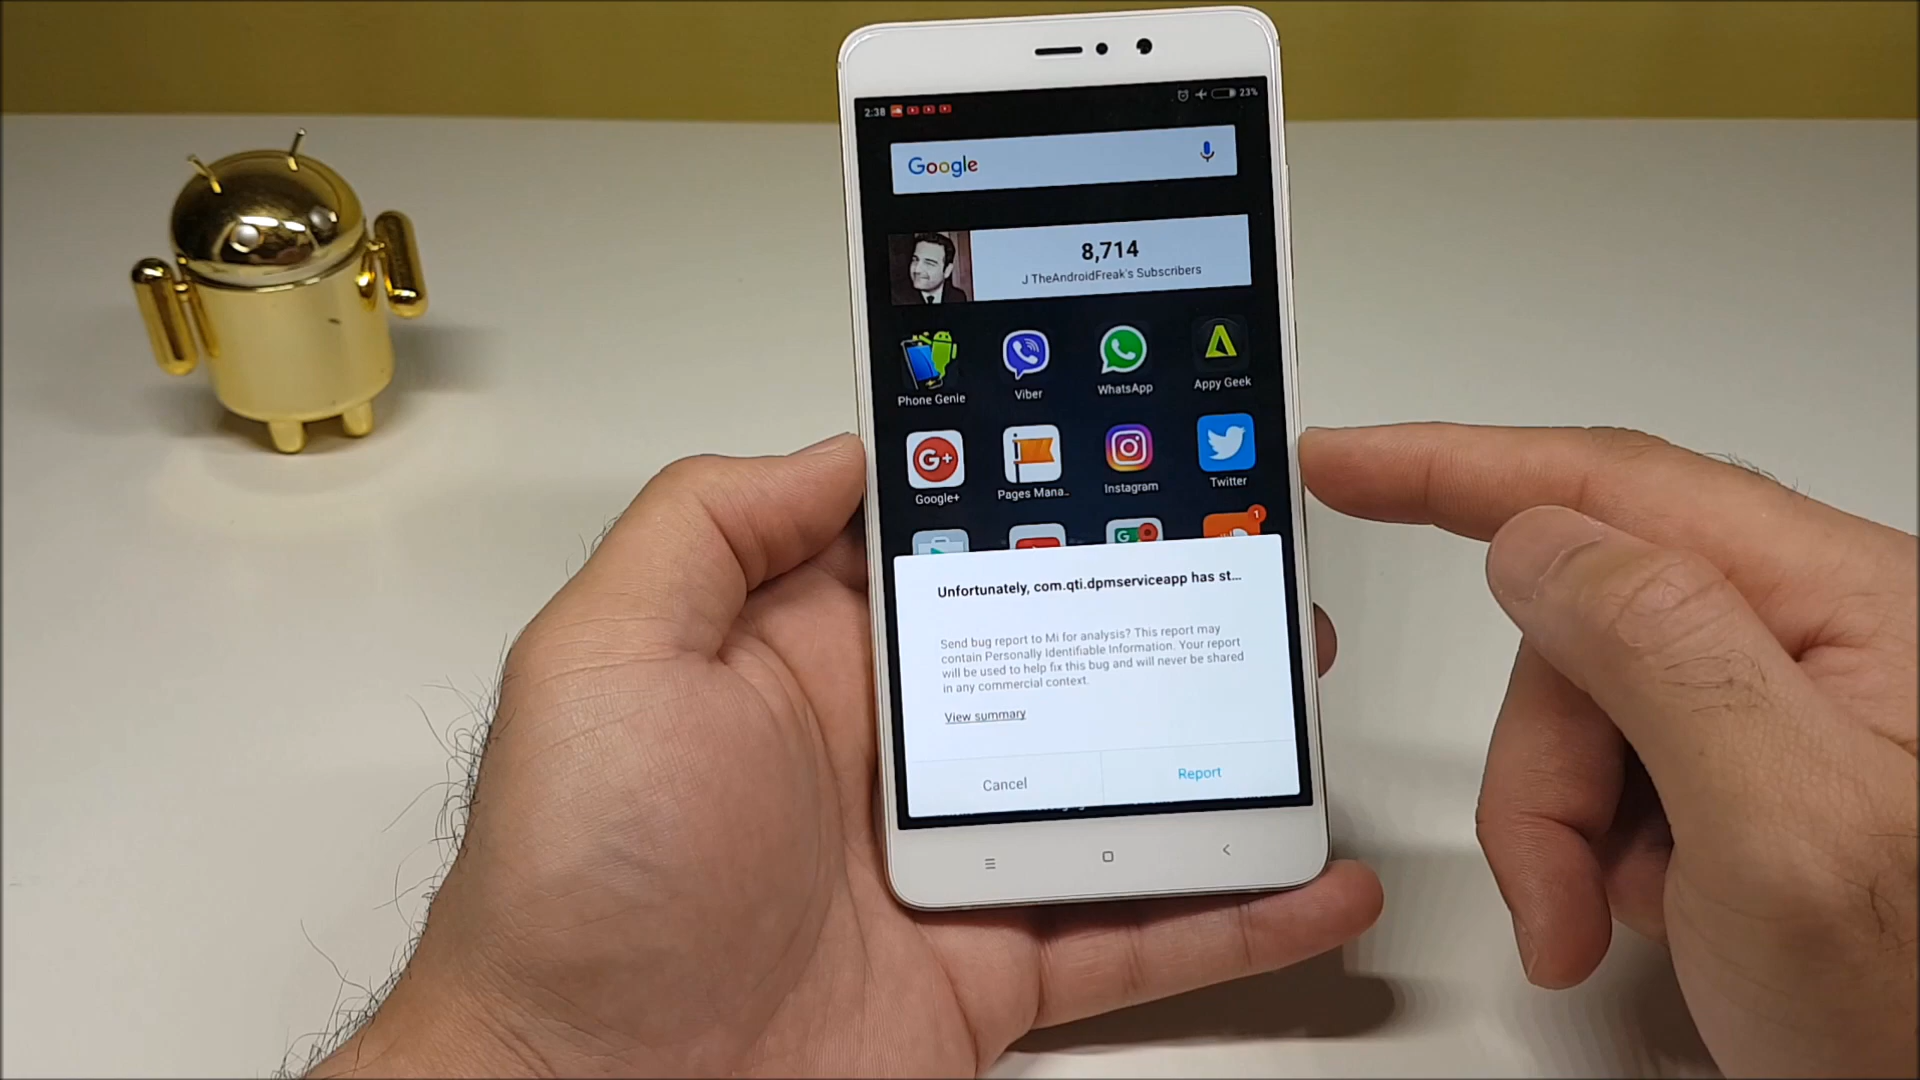 2:38
23%
Google
8,714
J TheAndroidFreak's Subscribers
Phone Genie
Viber
WhatsApp
Appy Geek
G+
Google+
Pages Mana..
Instagram
Twitter
G
1
Unfortunately, com.qti.dpmserviceapp has st...
Send bug report to Mi for analysis? This report may
contain Personally Identifiable Information. Your report
will be used to help fix this bug and will never be shared
in any commercial context.
View summary
Cancel
Report